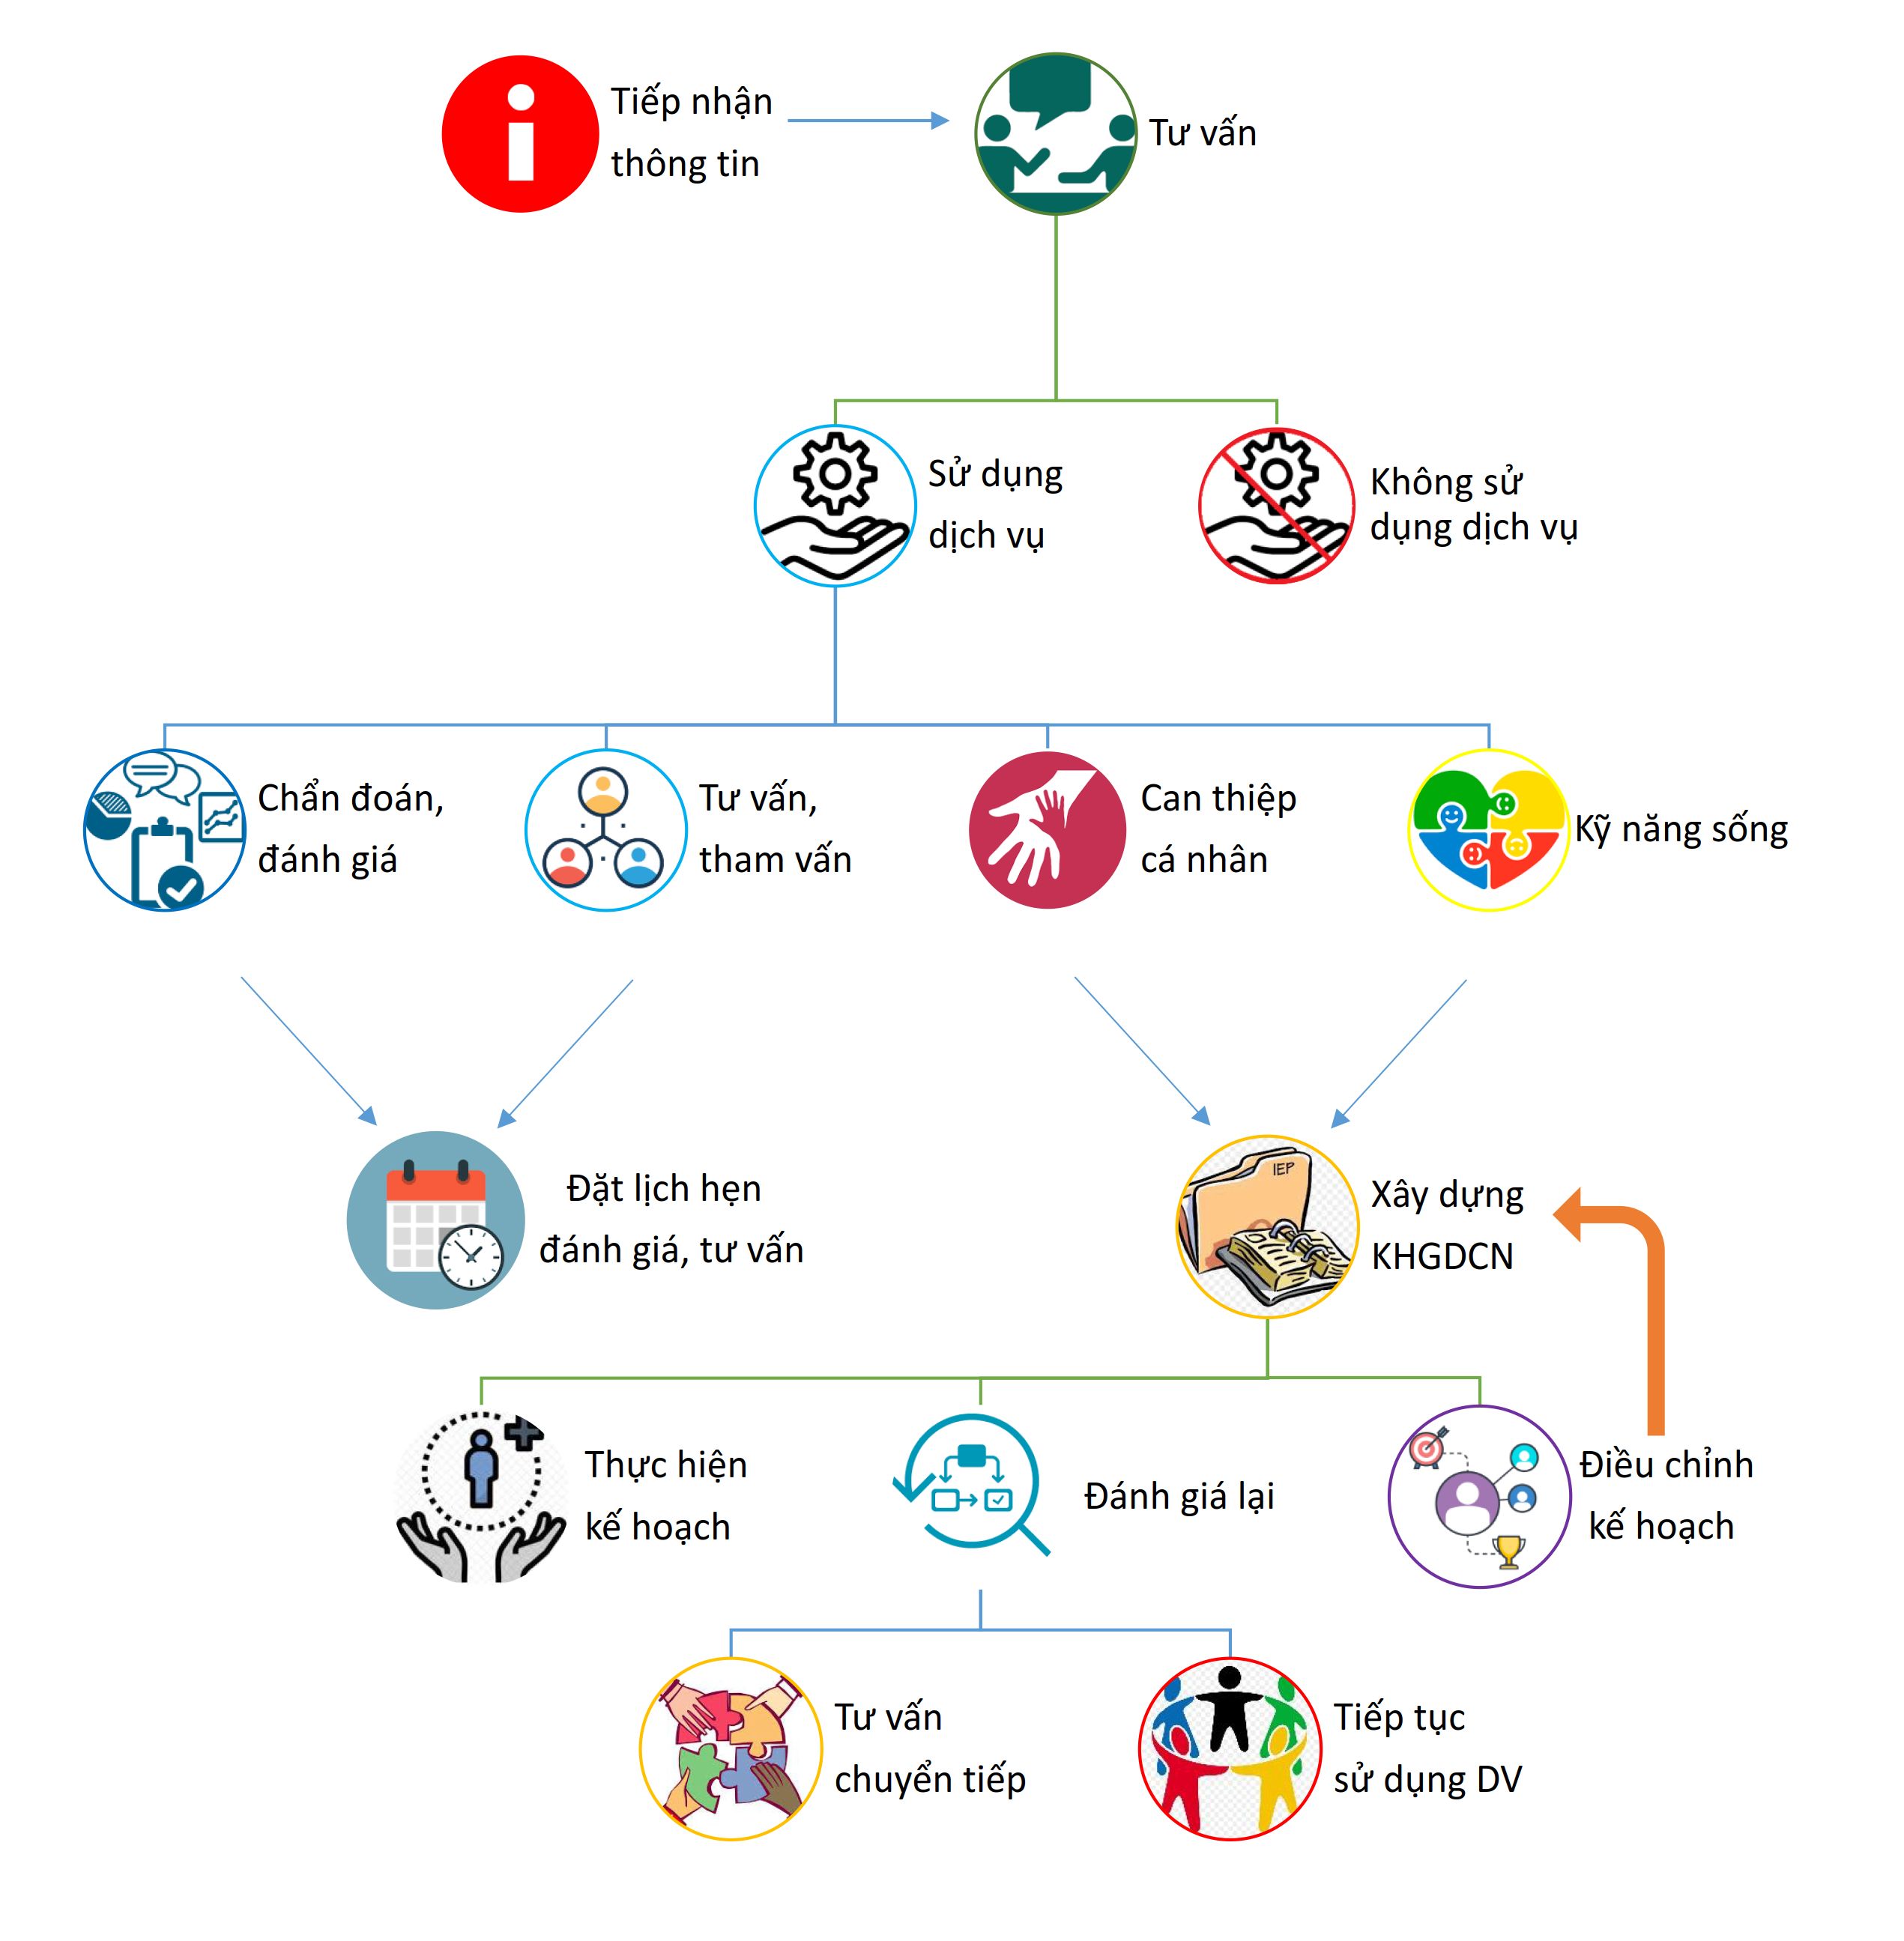 Tiếp nhận
thông tin
Tư vấn
Sử dụng
dịch vụ
Không sử
dụng dịch vụ
Chẩn đoán,
đánh giá
Tư vấn,
tham vấn
Can thiệp
cá nhân
Kỹ năng sống
Đặt lịch hẹn
đánh giá, tư vấn
IEP
Xây dựng
KHGDCN
Thực hiện
kế hoạch
Đánh giá lại
Điều chỉnh
kế hoạch
Tư vấn
chuyển tiếp
Tiếp tục
sử dụng DV